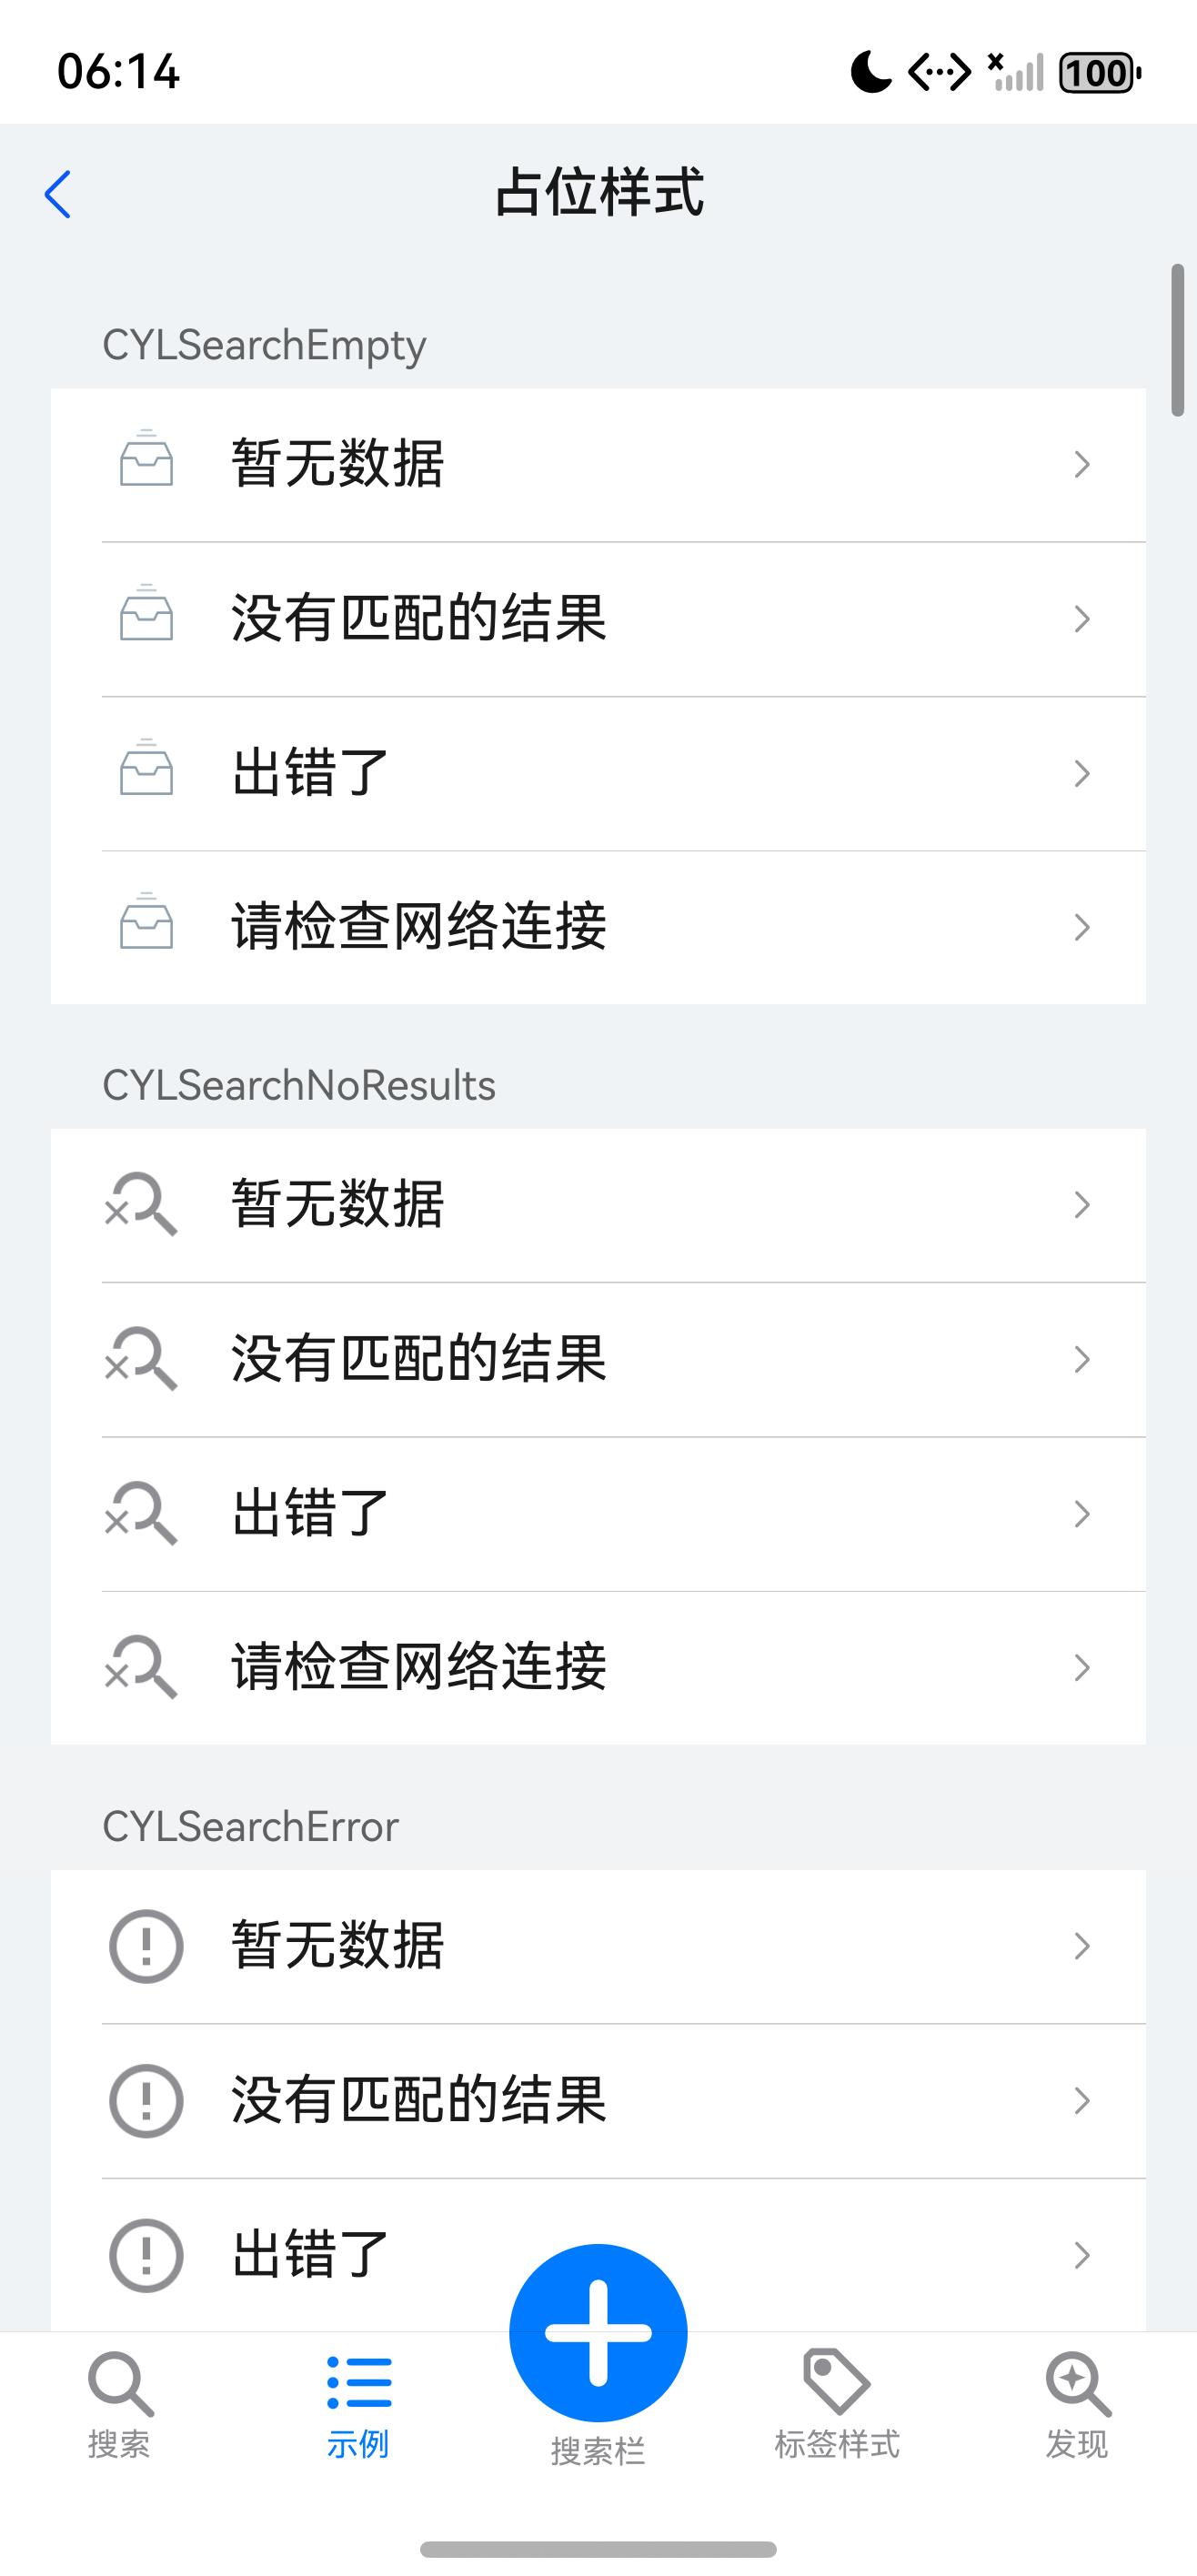 06:14
100
占位样式
CYLSearchEmpty
暂无数据
没有匹配的结果
出错了
请检查网络连接
CYLSearchNoResults
暂无数据
没有匹配的结果
出错了
请检查网络连接
CYLSearchError
暂无数据
没有匹配的结果
出错了
搜索
示例
搜索栏
标签样式
发现